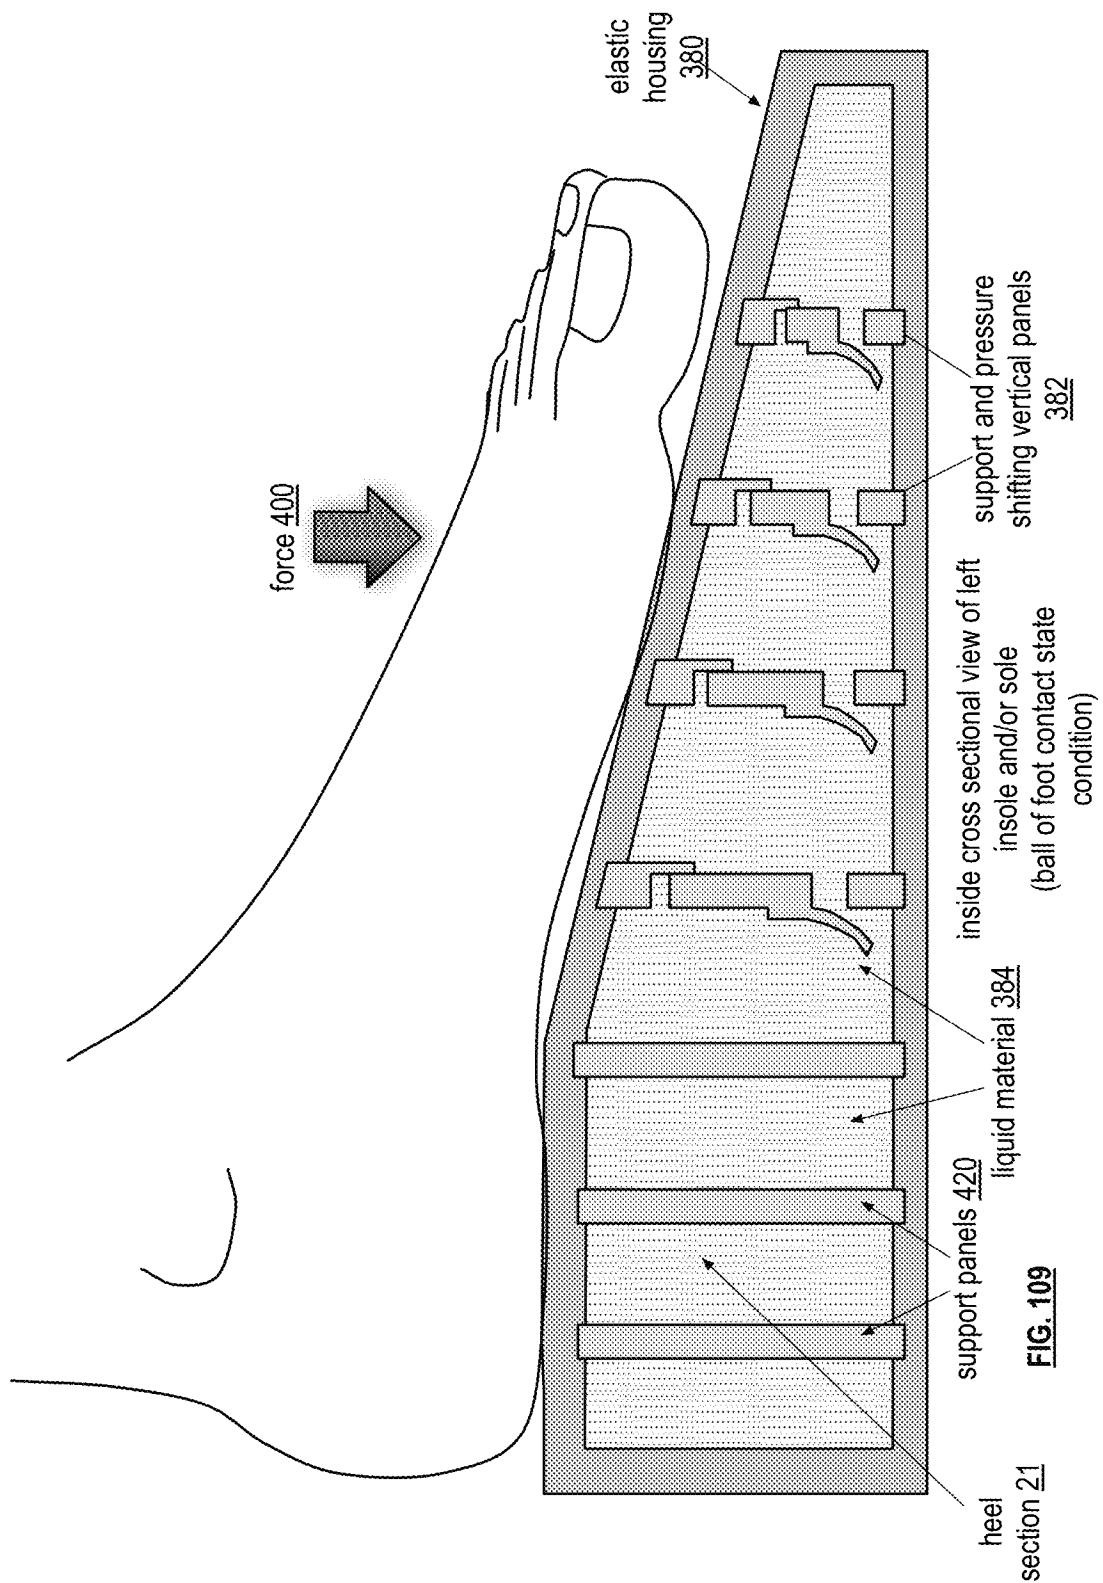 force 400
elastic
housing
380
heel
section 21
support panels 420
liquid material 384
inside cross sectional view of left
insole and/or sole
(ball of foot contact state
condition)
support and pressure
shifting vertical panels
382
FIG. 109